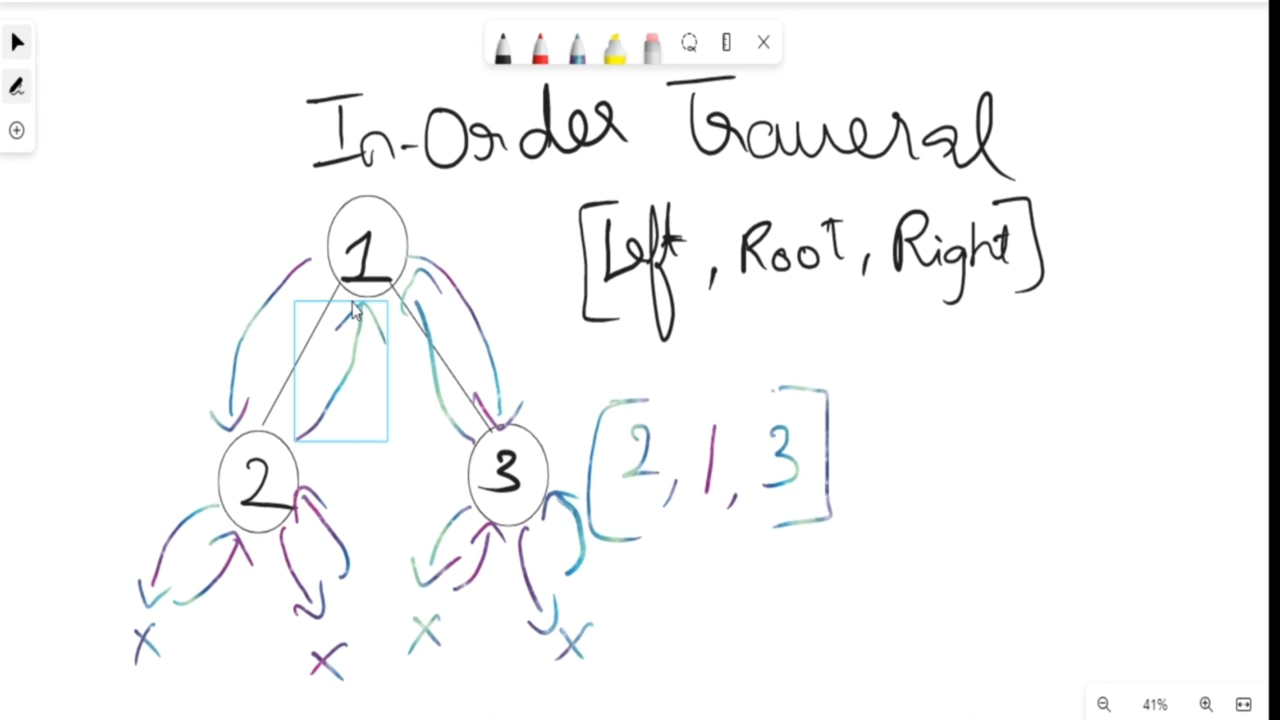 In-Order Traversal
[Left, Root, Right]
1
2
3
[2, 1, 3]
X
X
X
X
41%